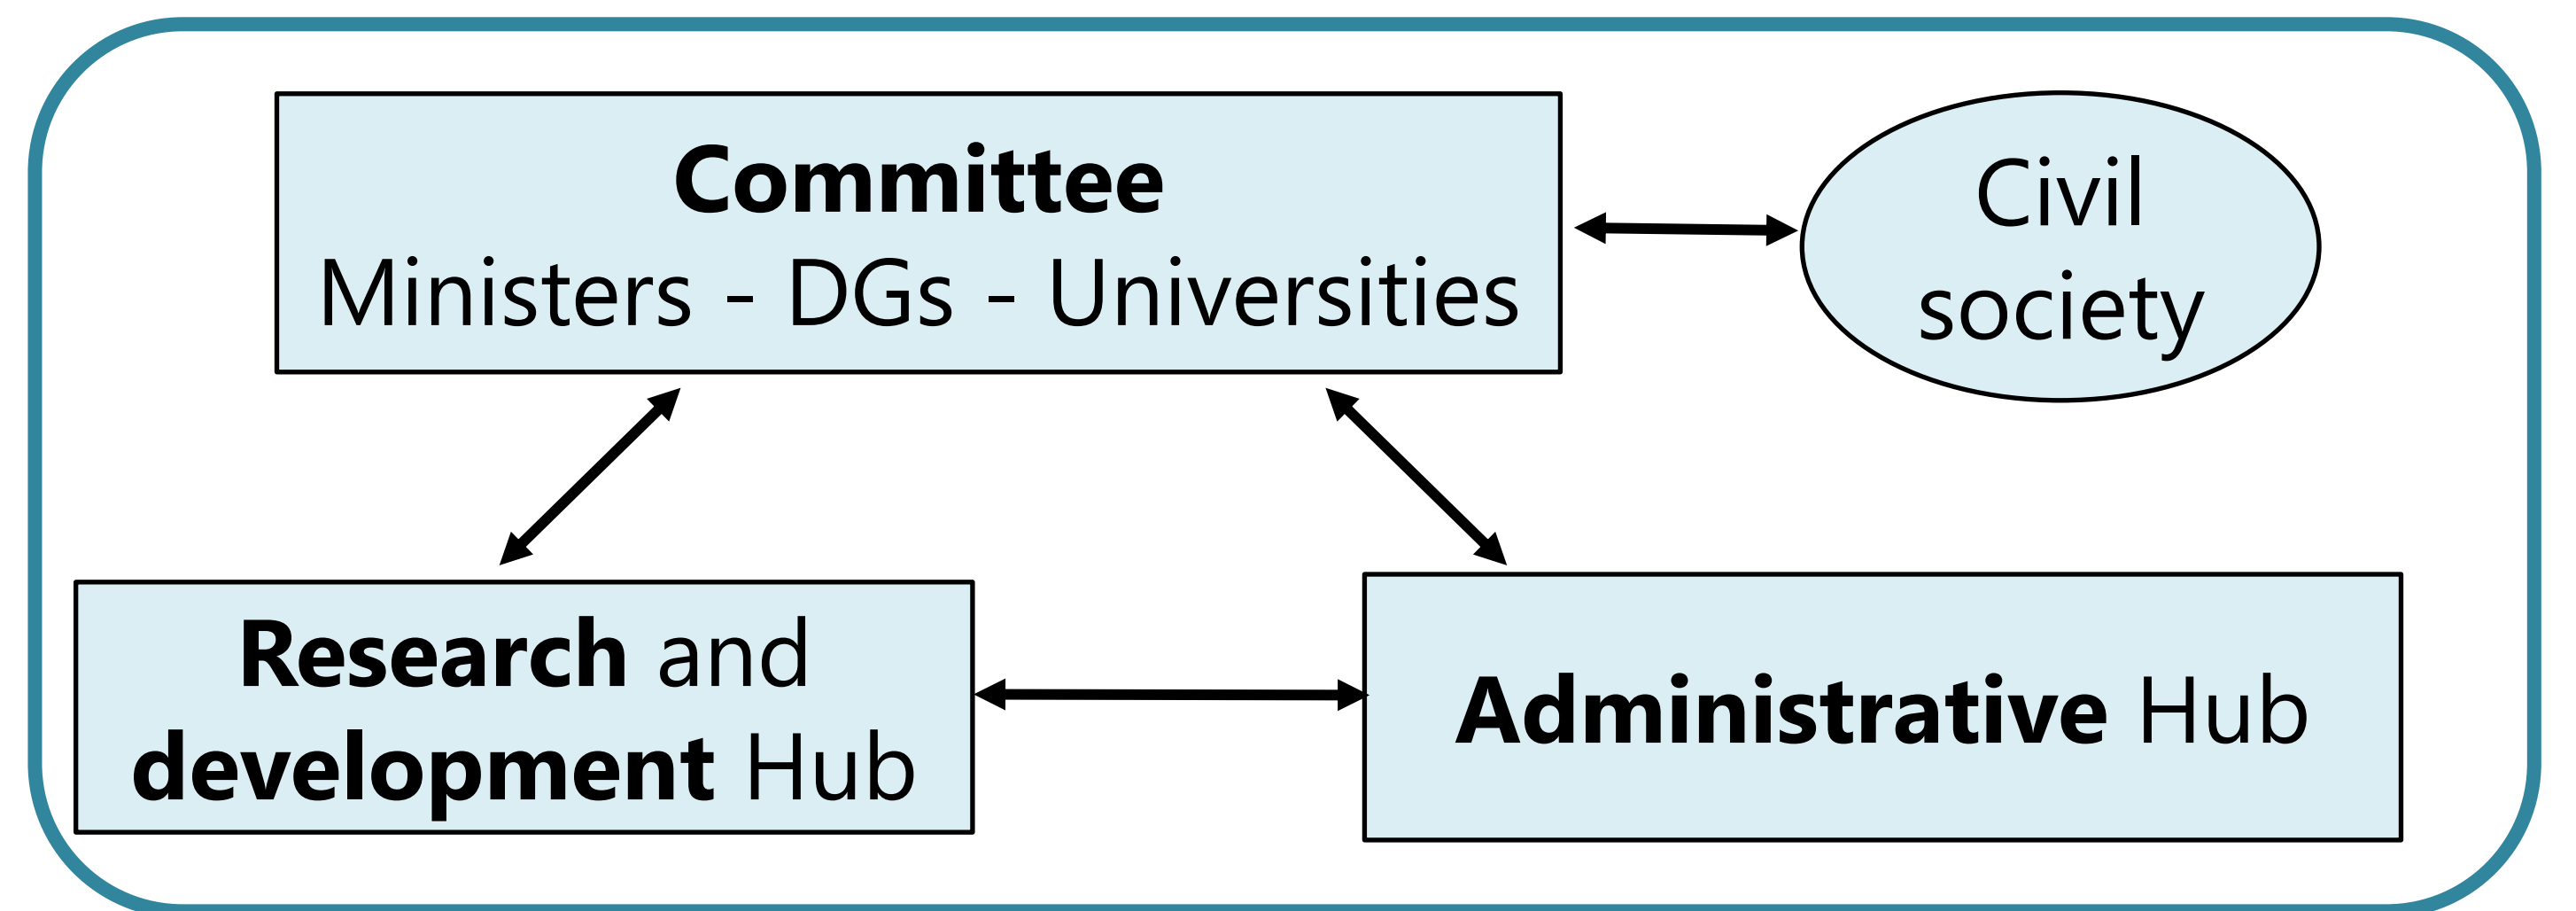 Committee
Ministers - DGs - Universities
Civil
society
Research and
development Hub
Administrative Hub